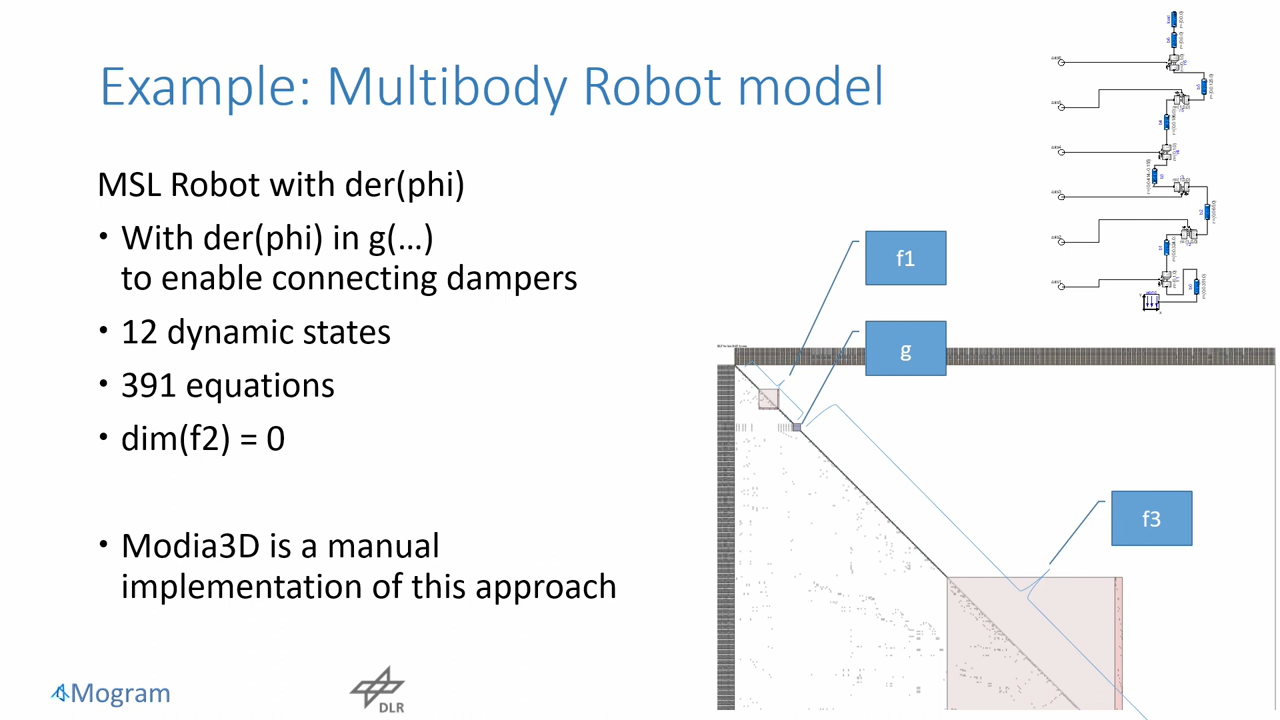 Example: Multibody Robot model
MSL Robot with der(phi)
• With der(phi) in g(…)
to enable connecting dampers
• 12 dynamic states
• 391 equations
• dim(f2) = 0
• Modia3D is a manual
implementation of this approach
f1
g
f3
Mogram
DLR